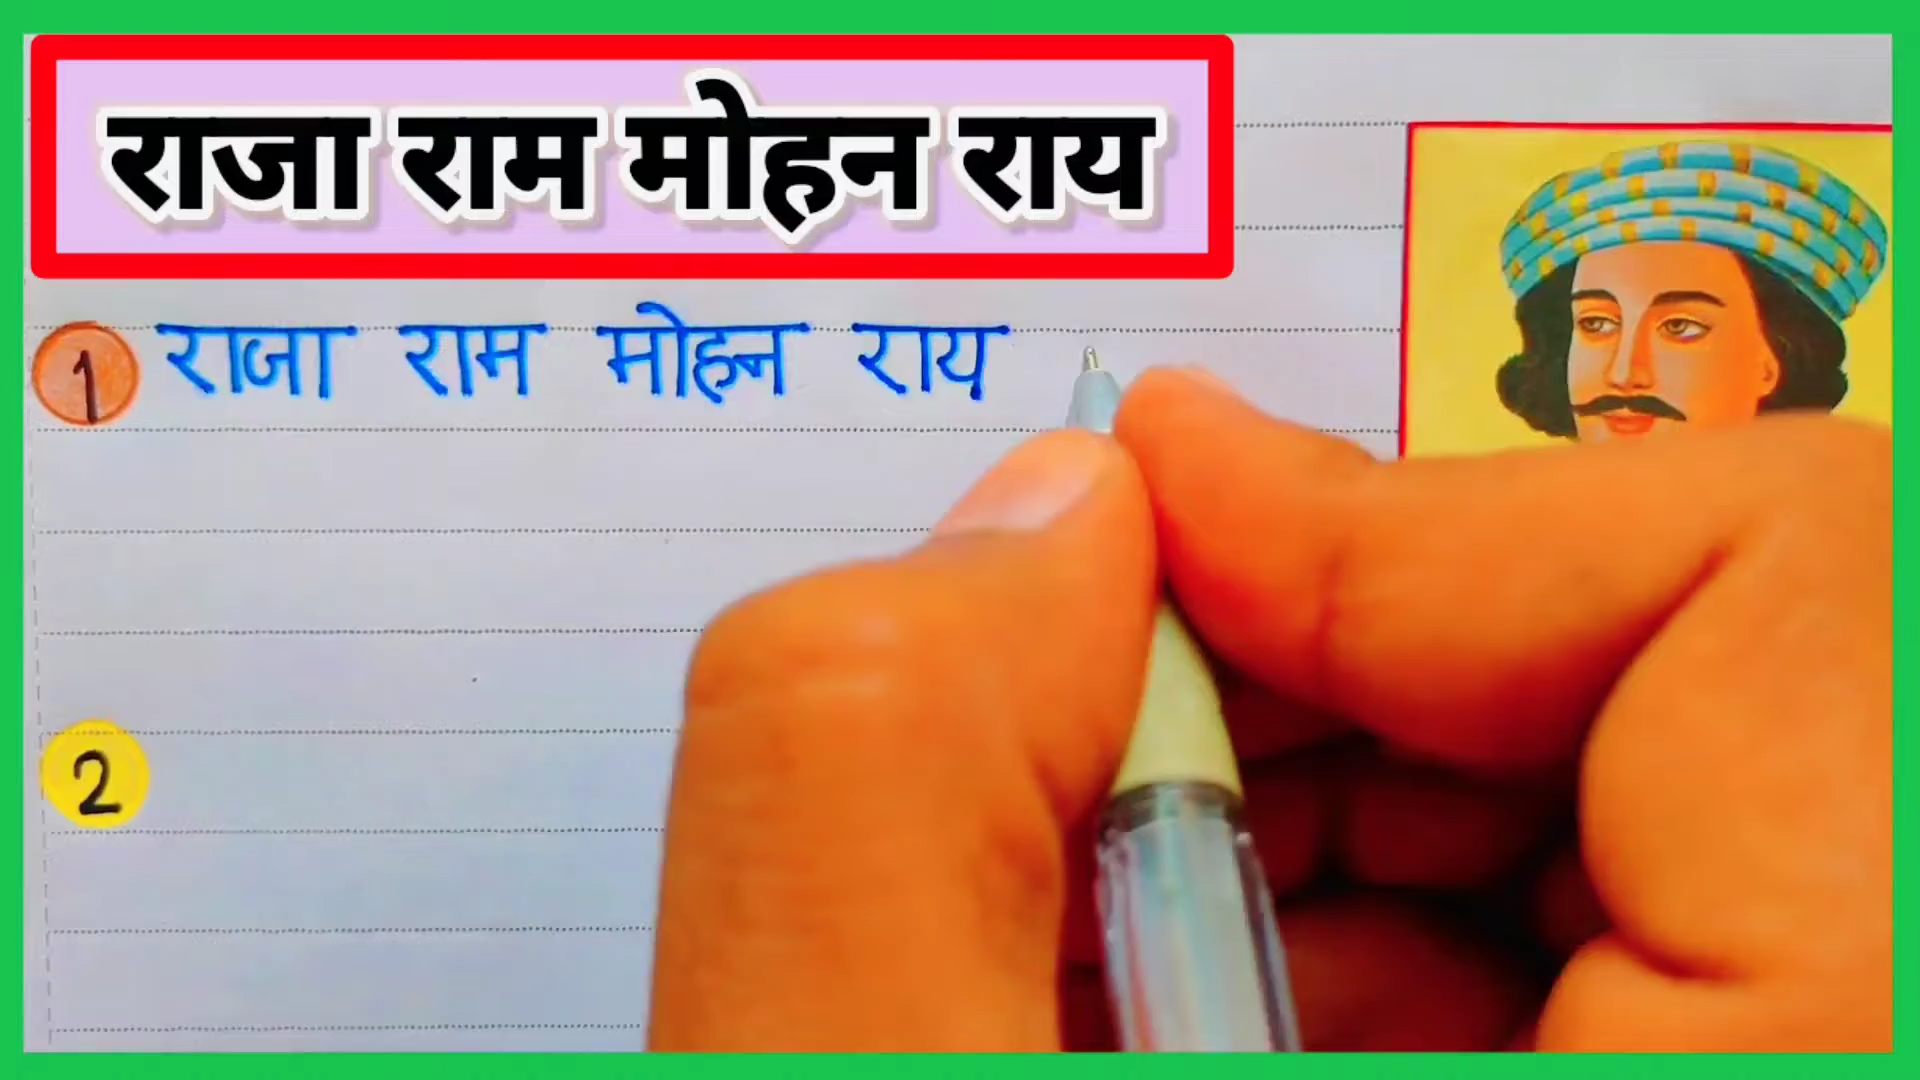 राजा राम मोहन राय
1 राजा राम मोहन राय
2